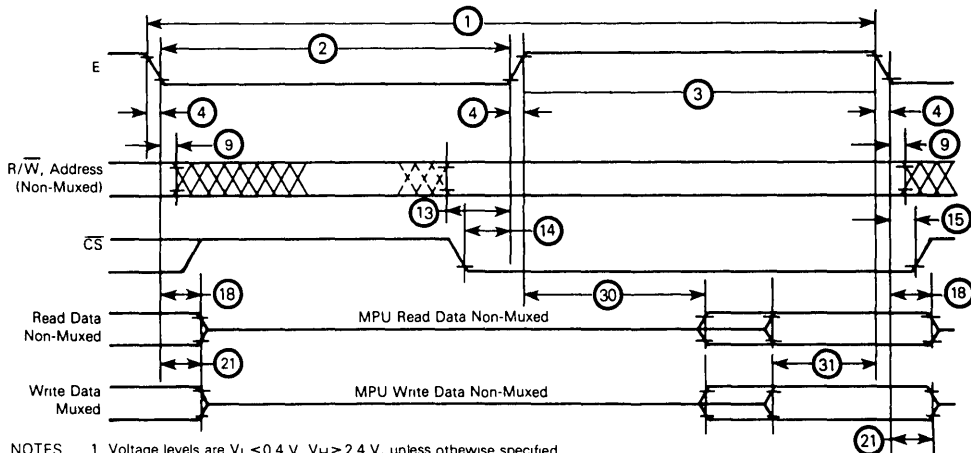 1
2
E
3
4 4 4
9 9
R/W̅, Address
(Non-Muxed)
13 15
14
C̅S̅
18 30 18
Read Data
Non-Muxed
MPU Read Data Non-Muxed
21 31
Write Data
Muxed
MPU Write Data Non-Muxed
21
NOTES 1 Voltage levels are VL ≤0.4 V, VH≥2.4 V, unless otherwise specified